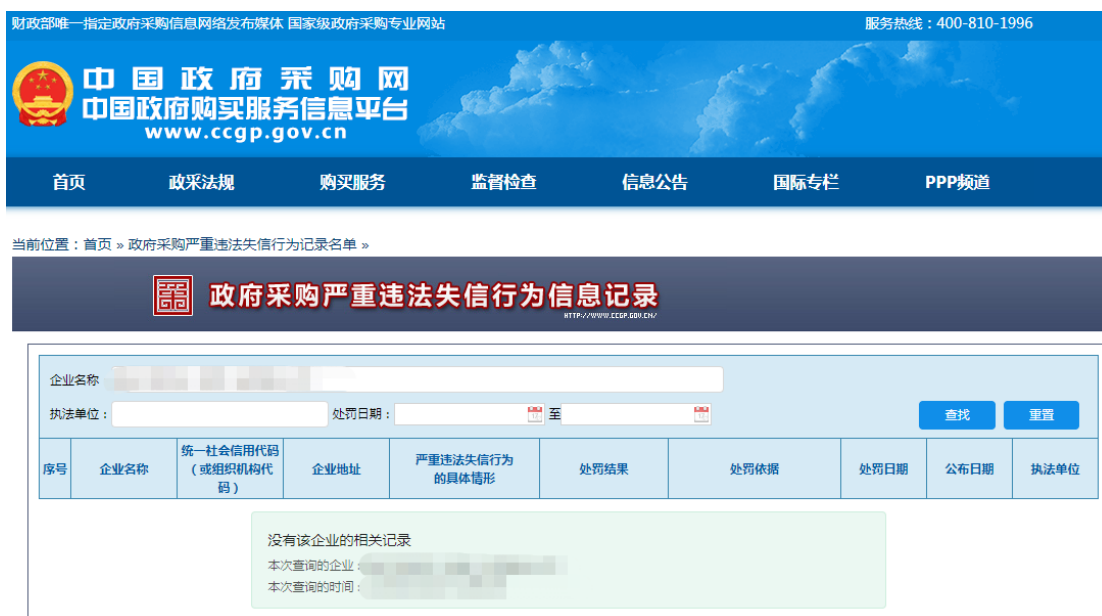 财政部唯一指定政府采购信息网络发布媒体 国家级政府采购专业网站 服务热线：400-810-1996
中国政府采购网
中国政府购买服务信息平台
www.ccgp.gov.cn
首页 政采法规 购买服务 监督检查 信息公告 国际专栏 PPP频道
当前位置：首页 » 政府采购严重违法失信行为记录名单 »
政府采购严重违法失信行为信息记录
HTTP://WWW.CCGP.GOV.CN/
企业名称
执法单位： 处罚日期： 至 查找 重置
序号 企业名称 统一社会信用代码（或组织机构代码） 企业地址 严重违法失信行为的具体情形 处罚结果 处罚依据 处罚日期 公布日期 执法单位
没有该企业的相关记录
本次查询的企业：
本次查询的时间：